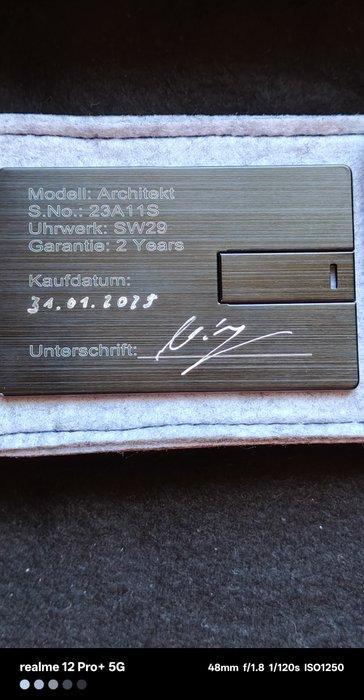 Modell: Architekt
S.No.: 23A11S
Uhrwerk: SW29
Garantie: 2 Years
Kaufdatum:
Unterschrift:
realme 12 Pro+ 5G
48mm f/1.8 1/120s ISO1250